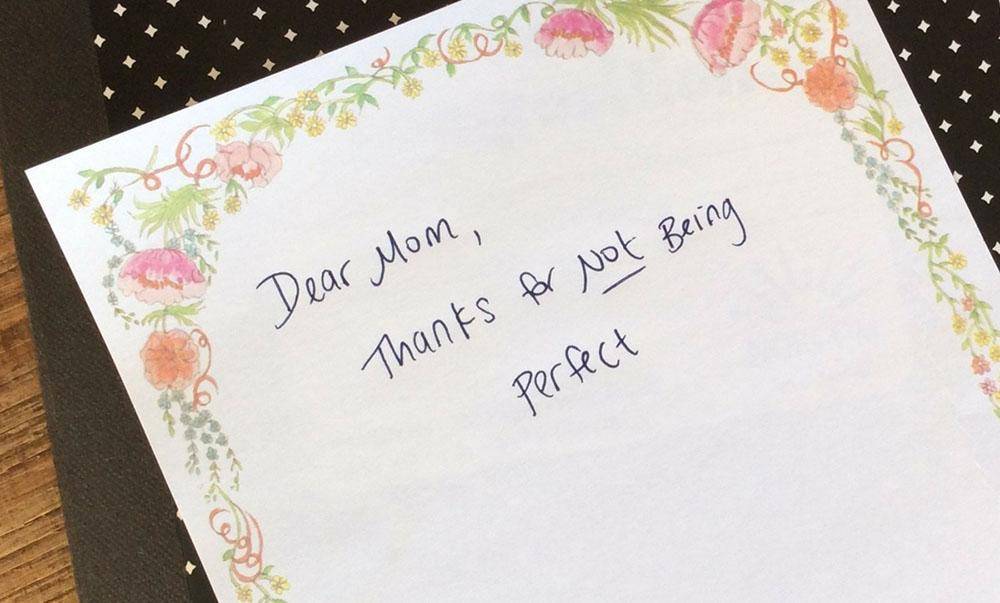 Dear Mom,
Thanks for Not Being
Perfect